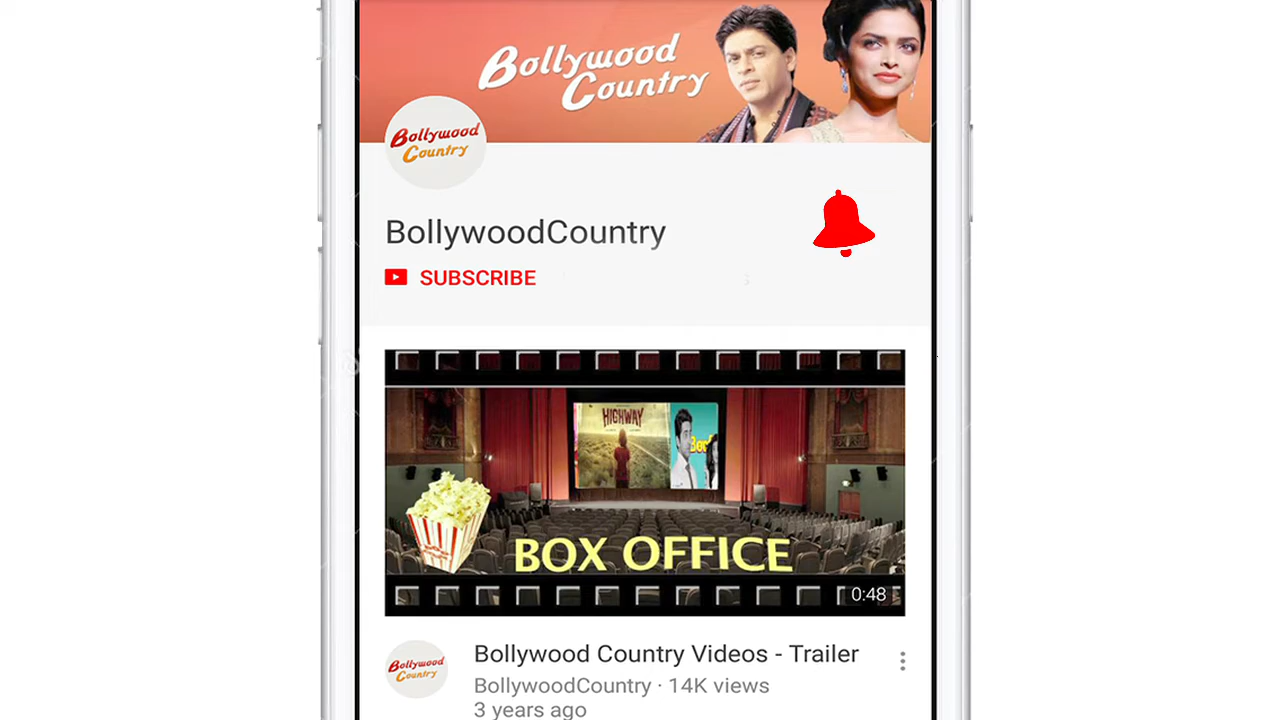 Bollywood
Country
Bollywood
Country
BollywoodCountry
SUBSCRIBE
HIGHWAY
BOX OFFICE
0:48
Bollywood
Country
Bollywood Country Videos - Trailer
BollywoodCountry · 14K views
3 years ago